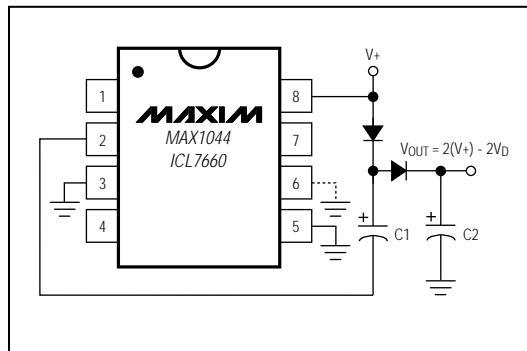 V+
1
8
MAXIM
MAX1044
ICL7660
2
7
VOUT = 2(V+) - 2VD
3
6
4
5
+
C1
+
C2